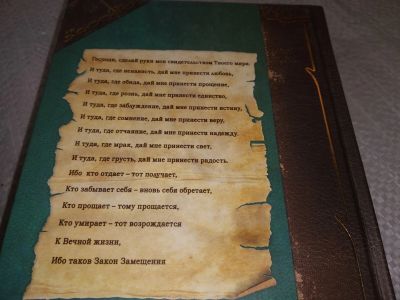 Господи, сделай руки мои свидетельством Твоего мира.
И туда, где ненависть, дай мне принести любовь,
И туда, где обида, дай мне принести прощение,
И туда, где рознь, дай мне принести единство,
И туда, где заблуждение, дай мне принести истину,
И туда, где сомнение, дай мне принести веру,
И туда, где отчаяние, дай мне принести надежду.
И туда, где мрак, дай мне принести свет,
И туда, где грусть, дай мне принести радость.
Ибо кто отдает – тот получает,
Кто забывает себя – вновь себя обретает,
Кто прощает – тому прощается,
Кто умирает – тот возрождается
К Вечной жизни,
Ибо таков Закон Замещения